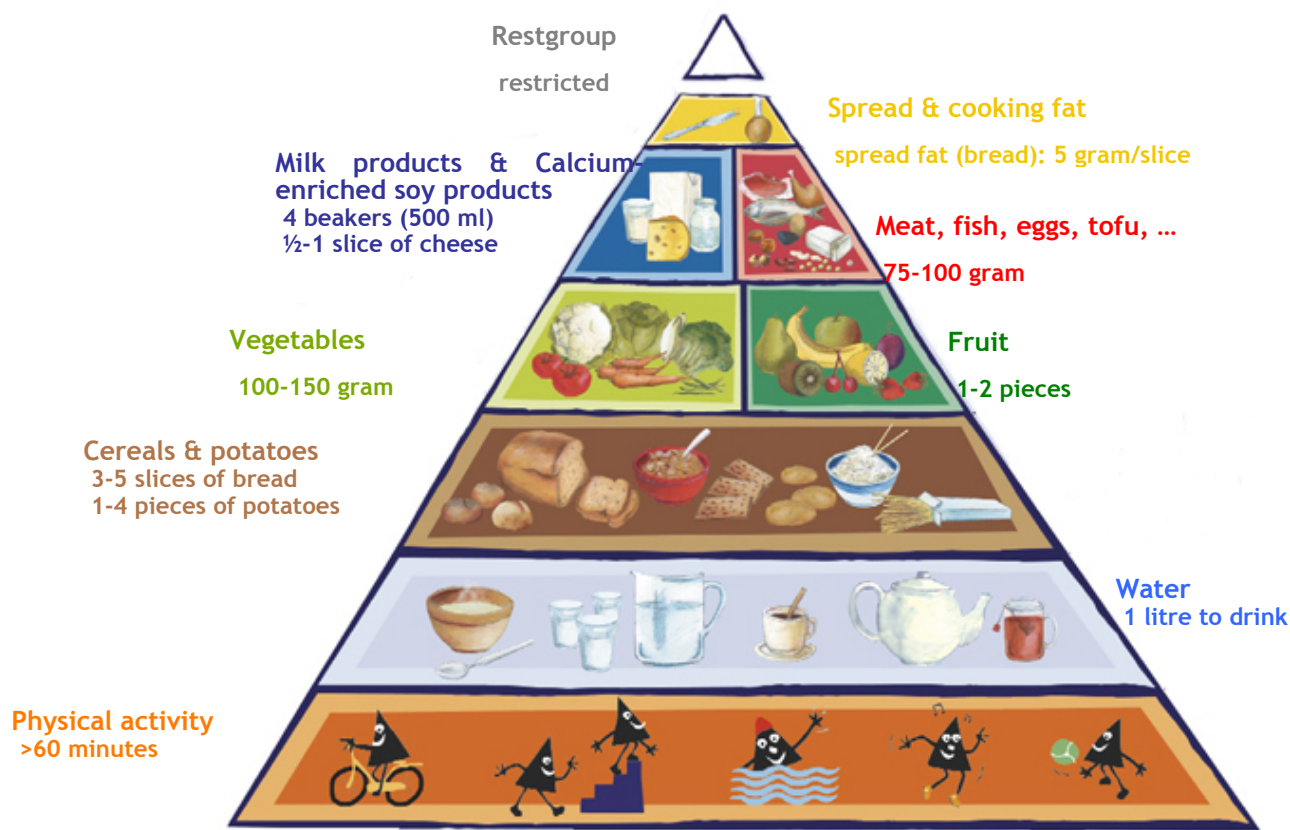 Restgroup
restricted
Spread & cooking fat
spread fat (bread): 5 gram/slice
Milk products & Calcium-
enriched soy products
4 beakers (500 ml)
½-1 slice of cheese
Meat, fish, eggs, tofu, …
75-100 gram
Vegetables
100-150 gram
Fruit
1-2 pieces
Cereals & potatoes
3-5 slices of bread
1-4 pieces of potatoes
Water
1 litre to drink
Physical activity
>60 minutes